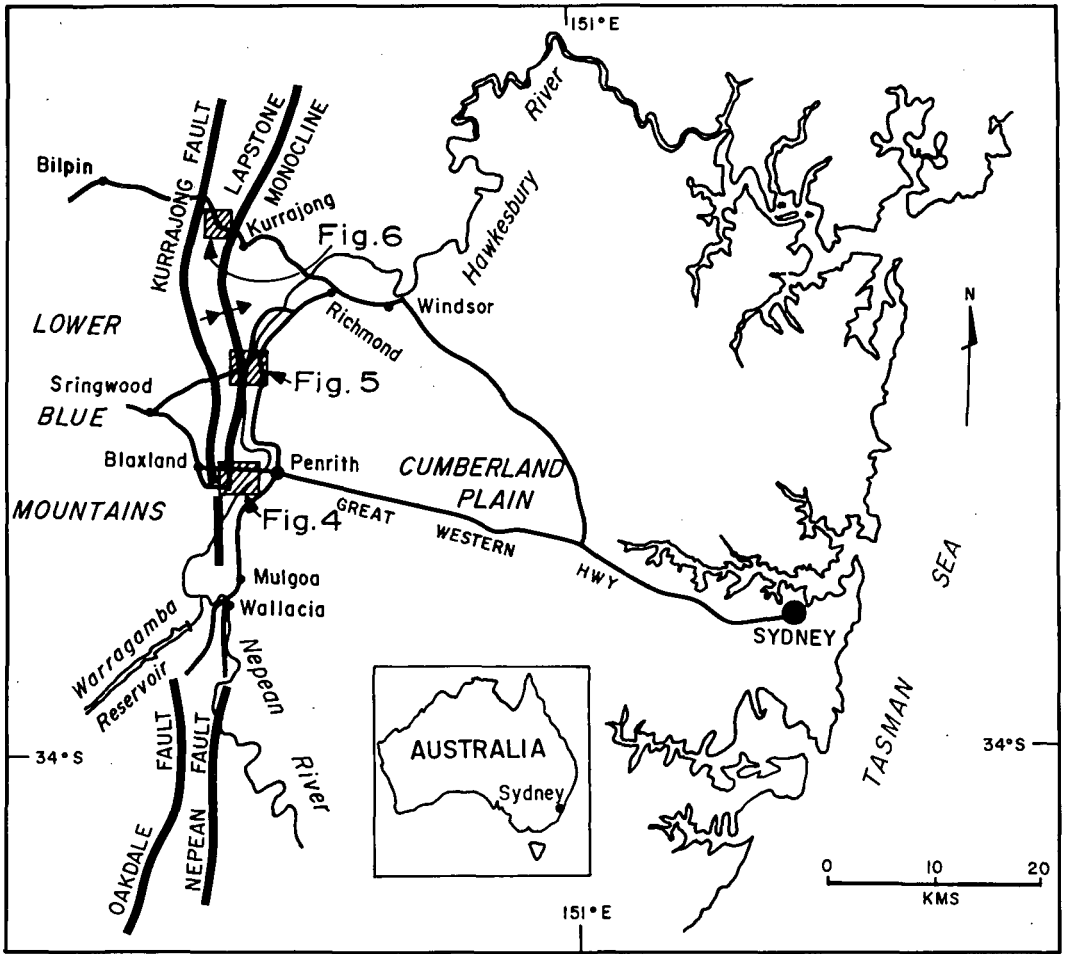 151°E
KURRAJONG FAULT
LAPSTONE
MONOCLINE
Bilpin
Kurrajong
Fig.6
Hawkesbury
River
Windsor
Richmond
N
LOWER
BLUE
MOUNTAINS
Sringwood
Fig. 5
Blaxland
Penrith
CUMBERLAND
PLAIN
Fig.4
GREAT
WESTERN
HWY
Mulgoa
Wallacia
Warragamba
Reservoir
Nepean
River
SYDNEY
TASMAN
SEA
34°S
34°S
OAKDALE
FAULT
NEPEAN FAULT
AUSTRALIA
Sydney
0
10
20
KMS
151°E